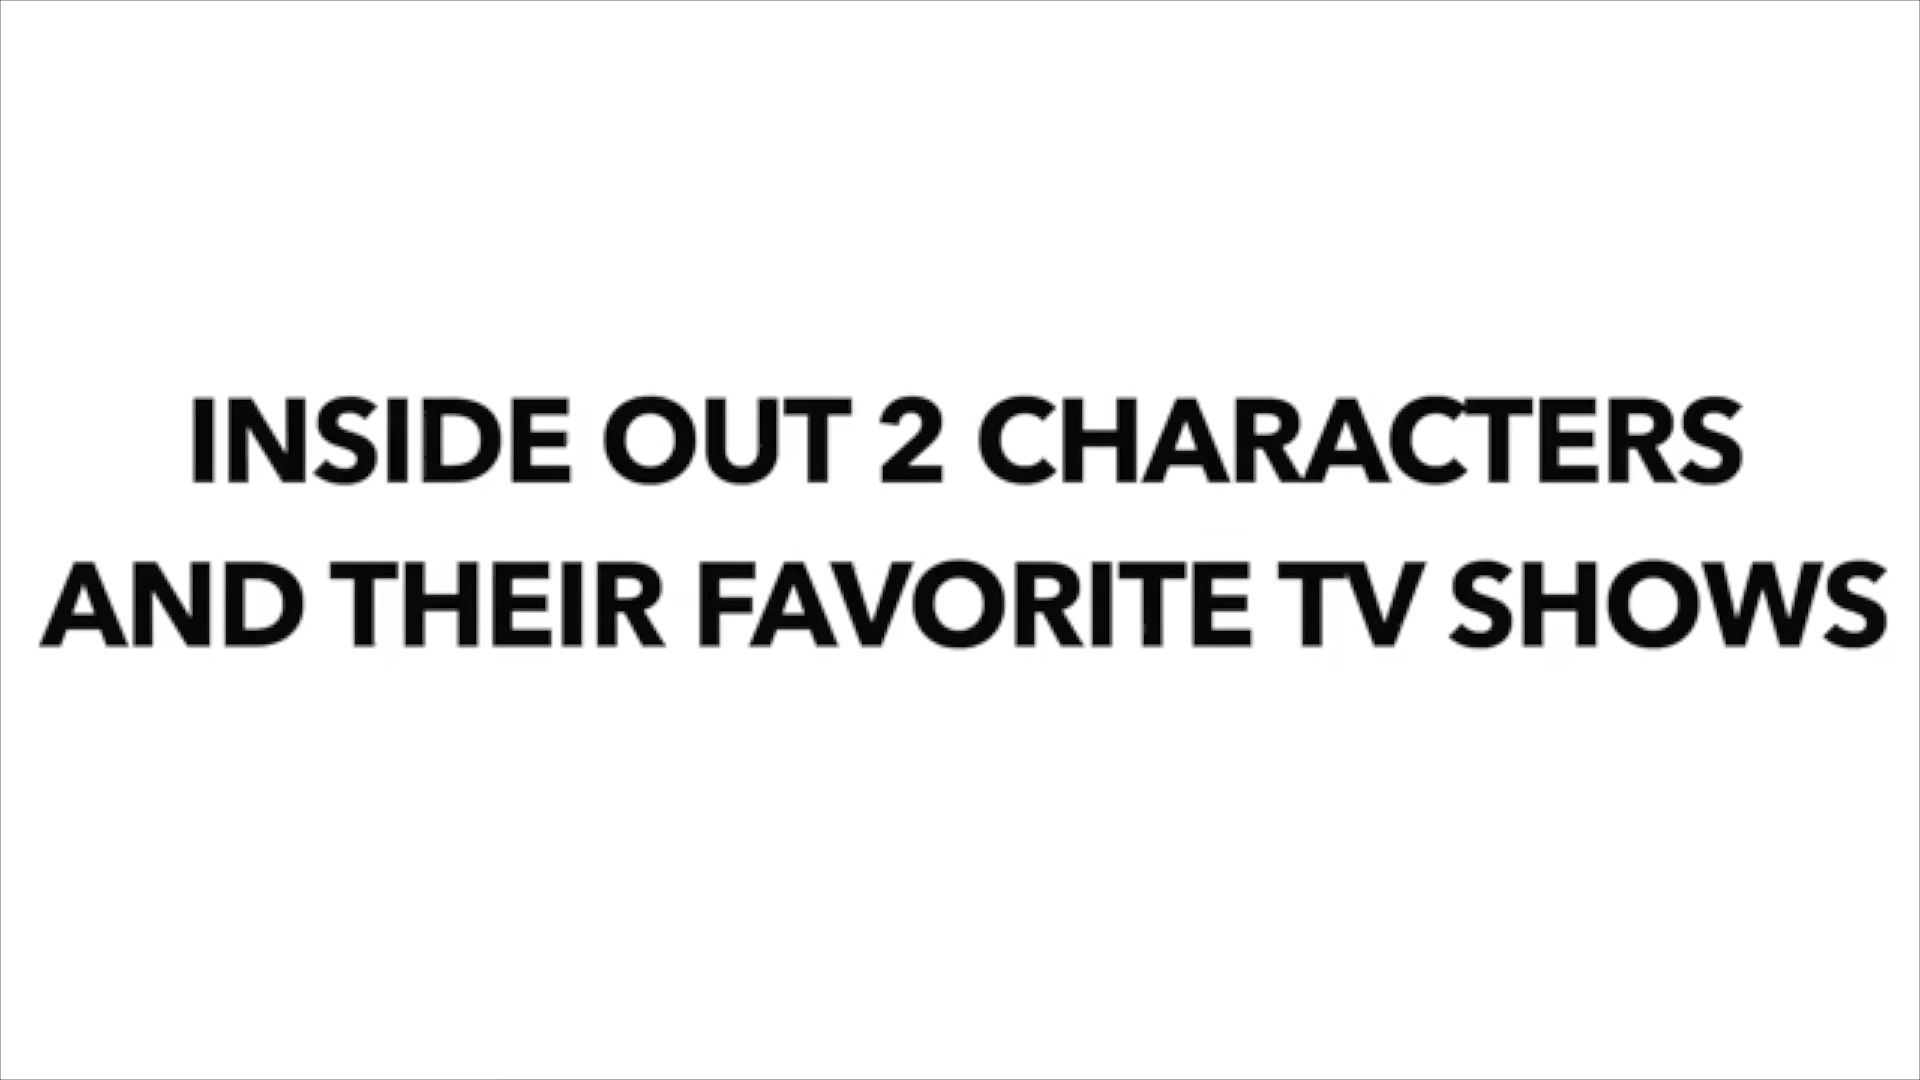 INSIDE OUT 2 CHARACTERS
AND THEIR FAVORITE TV SHOWS